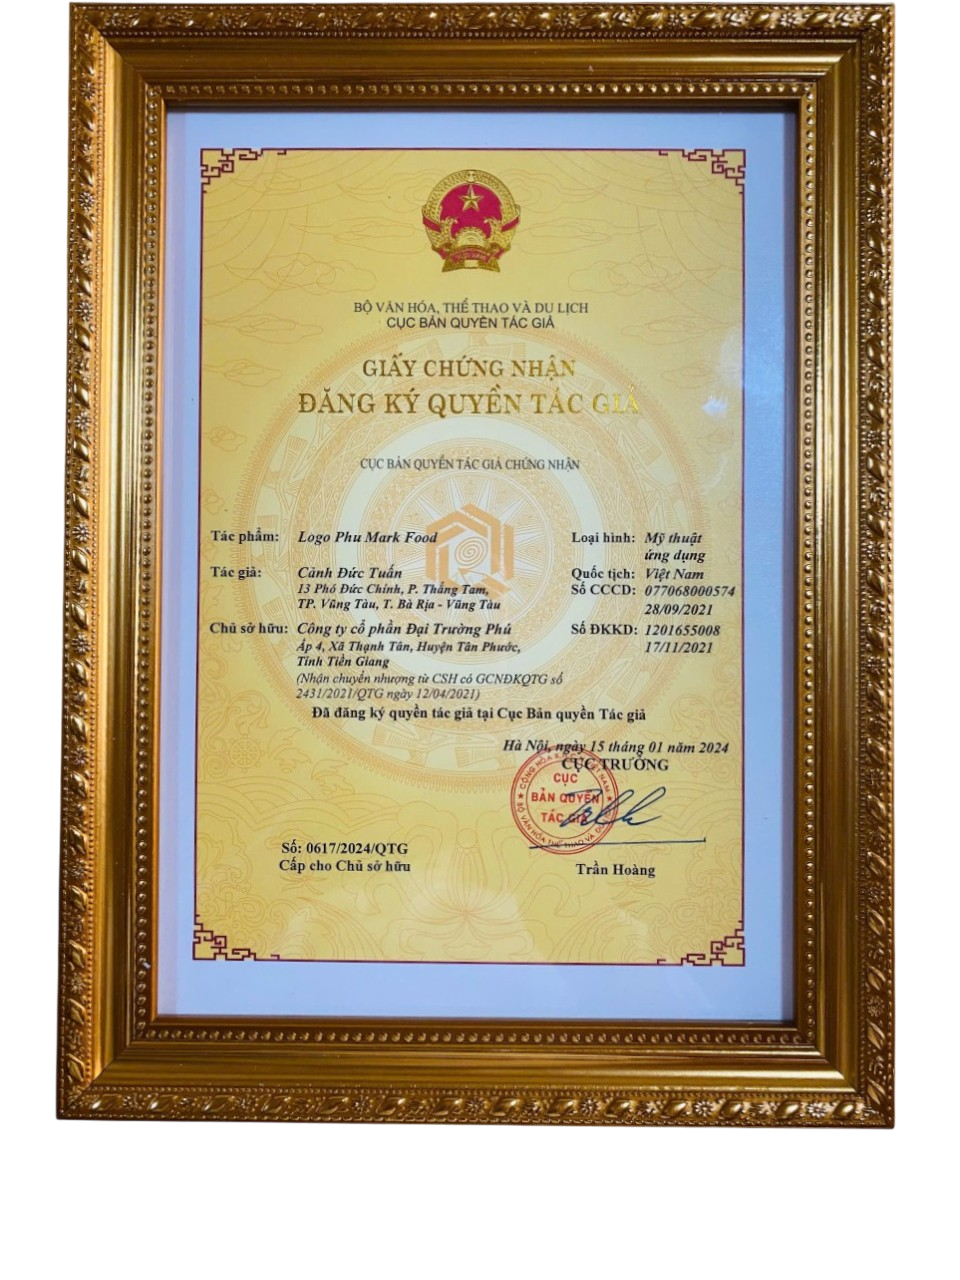 BỘ VĂN HÓA, THỂ THAO VÀ DU LỊCH
CỤC BẢN QUYỀN TÁC GIẢ
GIẤY CHỨNG NHẬN
ĐĂNG KÝ QUYỀN TÁC GIẢ
CỤC BẢN QUYỀN TÁC GIẢ CHỨNG NHẬN
Tác phẩm: Logo Phu Mark Food Loại hình: Mỹ thuật
ứng dụng
Tác giả: Cảnh Đức Tuấn Quốc tịch: Việt Nam
13 Phó Đức Chính, P. Thắng Tam, Số CCCD: 077068000574
TP. Vũng Tàu, T. Bà Rịa - Vũng Tàu 28/09/2021
Chủ sở hữu: Công ty cổ phần Đại Trường Phú Số ĐKKD: 1201655008
Ấp 4, Xã Thạnh Tân, Huyện Tân Phước, 17/11/2021
Tỉnh Tiền Giang
(Nhận chuyển nhượng từ CSH có GCNĐKQTG số
2431/2021/QTG ngày 12/04/2021)
Đã đăng ký quyền tác giả tại Cục Bản quyền Tác giả
Hà Nội, ngày 15 tháng 01 năm 2024
CỤC TRƯỞNG
CỤC
BẢN QUYỀN
TÁC GIẢ
Số: 0617/2024/QTG
Cấp cho Chủ sở hữu
Trần Hoàng